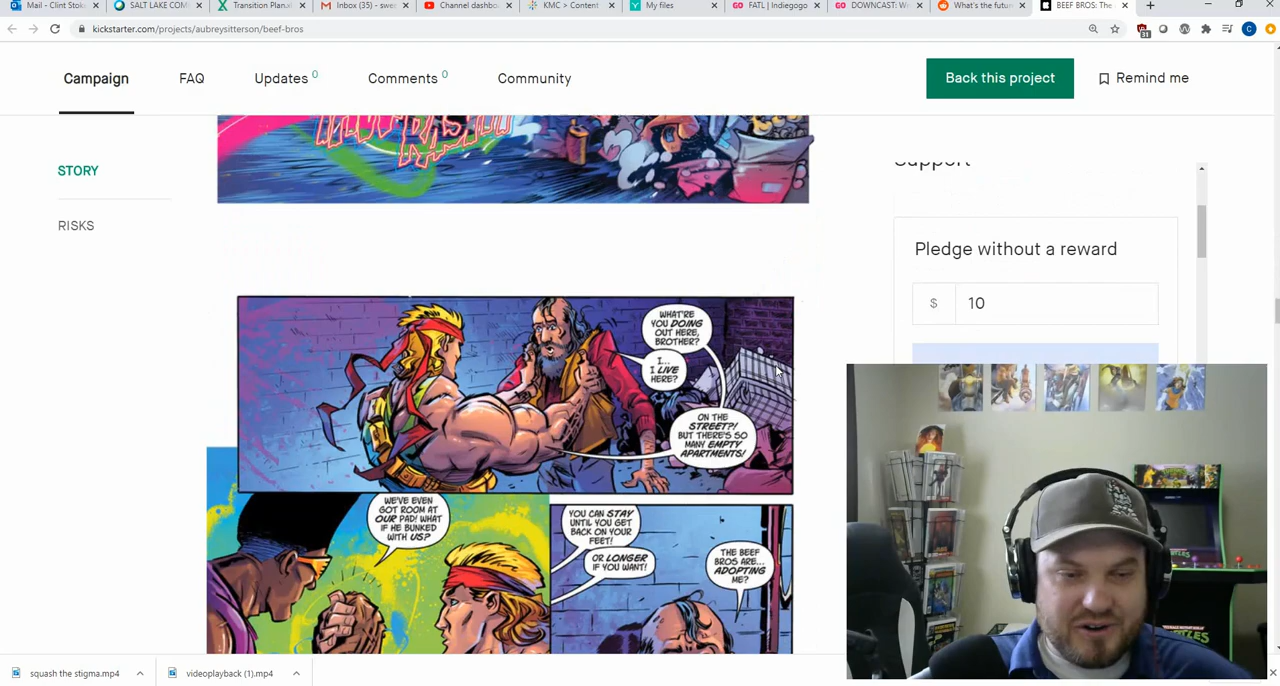 Mail - Clint Stok
SALT LAKE COM
Transition Plan.x
Inbox (35) - swe
Channel dashbo
KMC > Content
My files
FATL | Indiegogo
DOWNCAST: W
What's the futur
BEEF BROS: The
kickstarter.com/projects/aubreysitterson/beef-bros
31
C
Campaign
FAQ
Updates 0
Comments 0
Community
Back this project
Remind me
STORY
RISKS
Support
Pledge without a reward
$
10
WHAT'RE
YOU DOING
OUT HERE,
BROTHER?
I...
I LIVE
HERE?
ON THE
STREET?!
BUT THERE'S SO
MANY EMPTY
APARTMENTS!
WE'VE EVEN
GOT ROOM AT
OUR PAD! WHAT
IF HE BUNKED
WITH US?
YOU CAN STAY
UNTIL YOU GET
BACK ON YOUR
FEET!
OR LONGER
IF YOU WANT!
THE BEEF
BROS ARE...
ADOPTING
ME?
TURTLES
squash the stigma.mp4
videoplayback (1).mp4